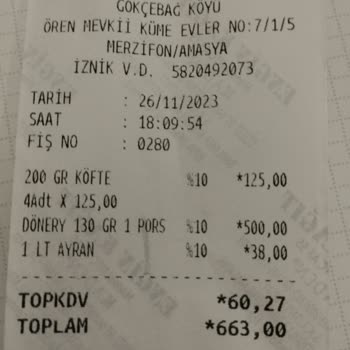 GÖKÇEBAĞ KÖYÜ
ÖREN MEVKİİ KÜME EVLER NO:7/1/5
MERZİFON/AMASYA
İZNİK V.D. 5820492073
TARİH : 26/11/2023
SAAT : 18:09:54
FİŞ NO : 0280
200 GR KÖFTE %10 *125,00
4Adt X 125,00
DÖNERY 130 GR 1 PORS %10 *500,00
1 LT AYRAN %10 *38,00
TOPKDV *60,27
TOPLAM *663,00